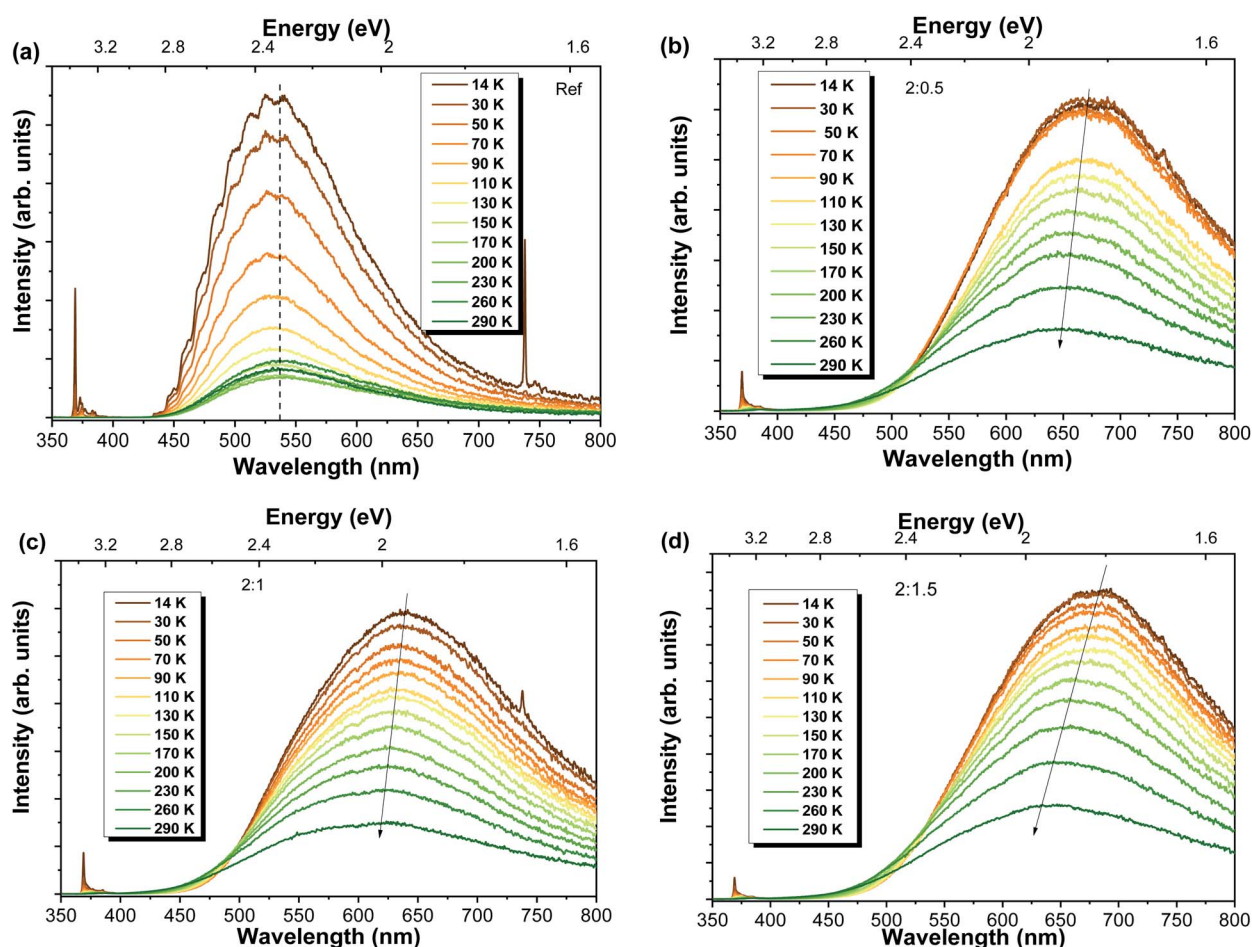 (a)
Energy (eV)
3.2 2.8 2.4 2 1.6
Ref
14 K
30 K
50 K
70 K
90 K
110 K
130 K
150 K
170 K
200 K
230 K
260 K
290 K
Intensity (arb. units)
350 400 450 500 550 600 650 700 750 800
Wavelength (nm)
(b)
Energy (eV)
3.2 2.8 2.4 2 1.6
2:0.5
14 K
30 K
50 K
70 K
90 K
110 K
130 K
150 K
170 K
200 K
230 K
260 K
290 K
Intensity (arb. units)
350 400 450 500 550 600 650 700 750 800
Wavelength (nm)
(c)
Energy (eV)
3.2 2.8 2.4 2 1.6
2:1
14 K
30 K
50 K
70 K
90 K
110 K
130 K
150 K
170 K
200 K
230 K
260 K
290 K
Intensity (arb. units)
350 400 450 500 550 600 650 700 750 800
Wavelength (nm)
(d)
Energy (eV)
3.2 2.8 2.4 2 1.6
2:1.5
14 K
30 K
50 K
70 K
90 K
110 K
130 K
150 K
170 K
200 K
230 K
260 K
290 K
Intensity (arb. units)
350 400 450 500 550 600 650 700 750 800
Wavelength (nm)